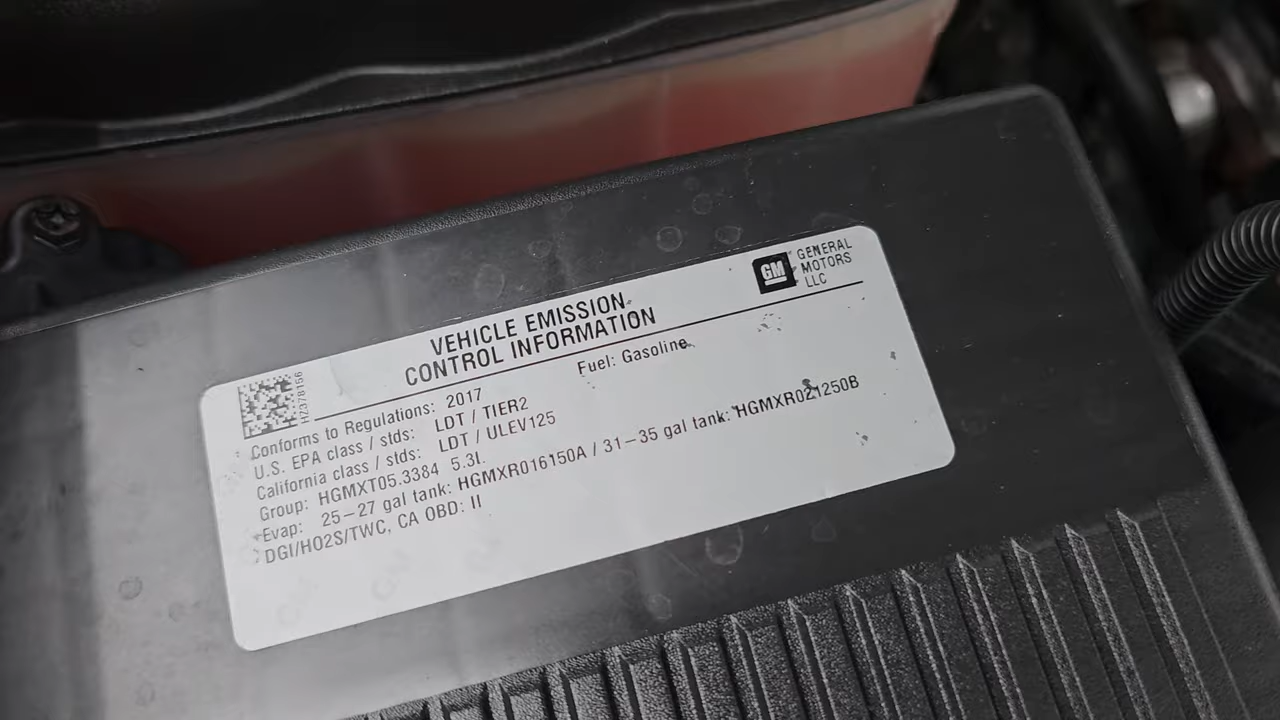 VEHICLE EMISSION
CONTROL INFORMATION
GM GENERAL
MOTORS
LLC
HZ378156
Conforms to Regulations: 2017
Fuel: Gasoline
U.S. EPA class / stds: LDT / TIER2
California class / stds: LDT / ULEV125
Group: HGMXT05.3384 5.3L
Evap: 25-27 gal tank: HGMXR016150A / 31-35 gal tank: HGMXR021250B
DGI/HO2S/TWC, CA OBD: II